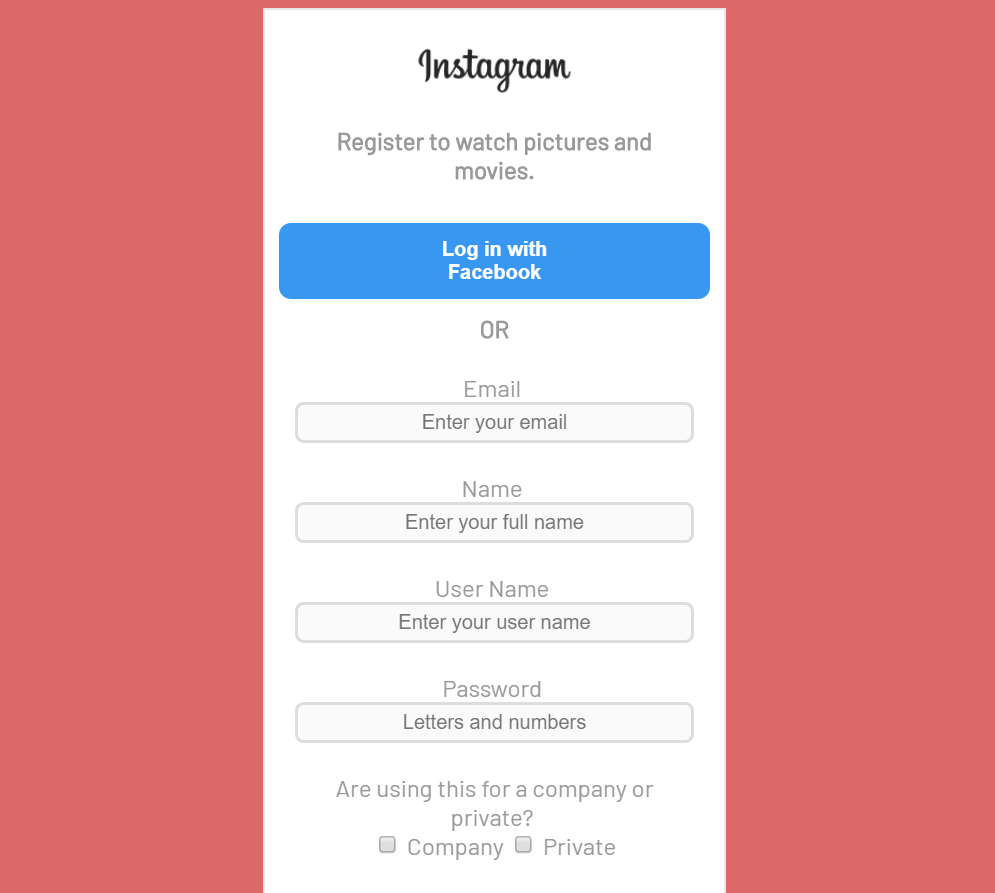 Instagram
Register to watch pictures and
movies.
Log in with
Facebook
OR
Email
Enter your email
Name
Enter your full name
User Name
Enter your user name
Password
Letters and numbers
Are using this for a company or
private?
Company Private